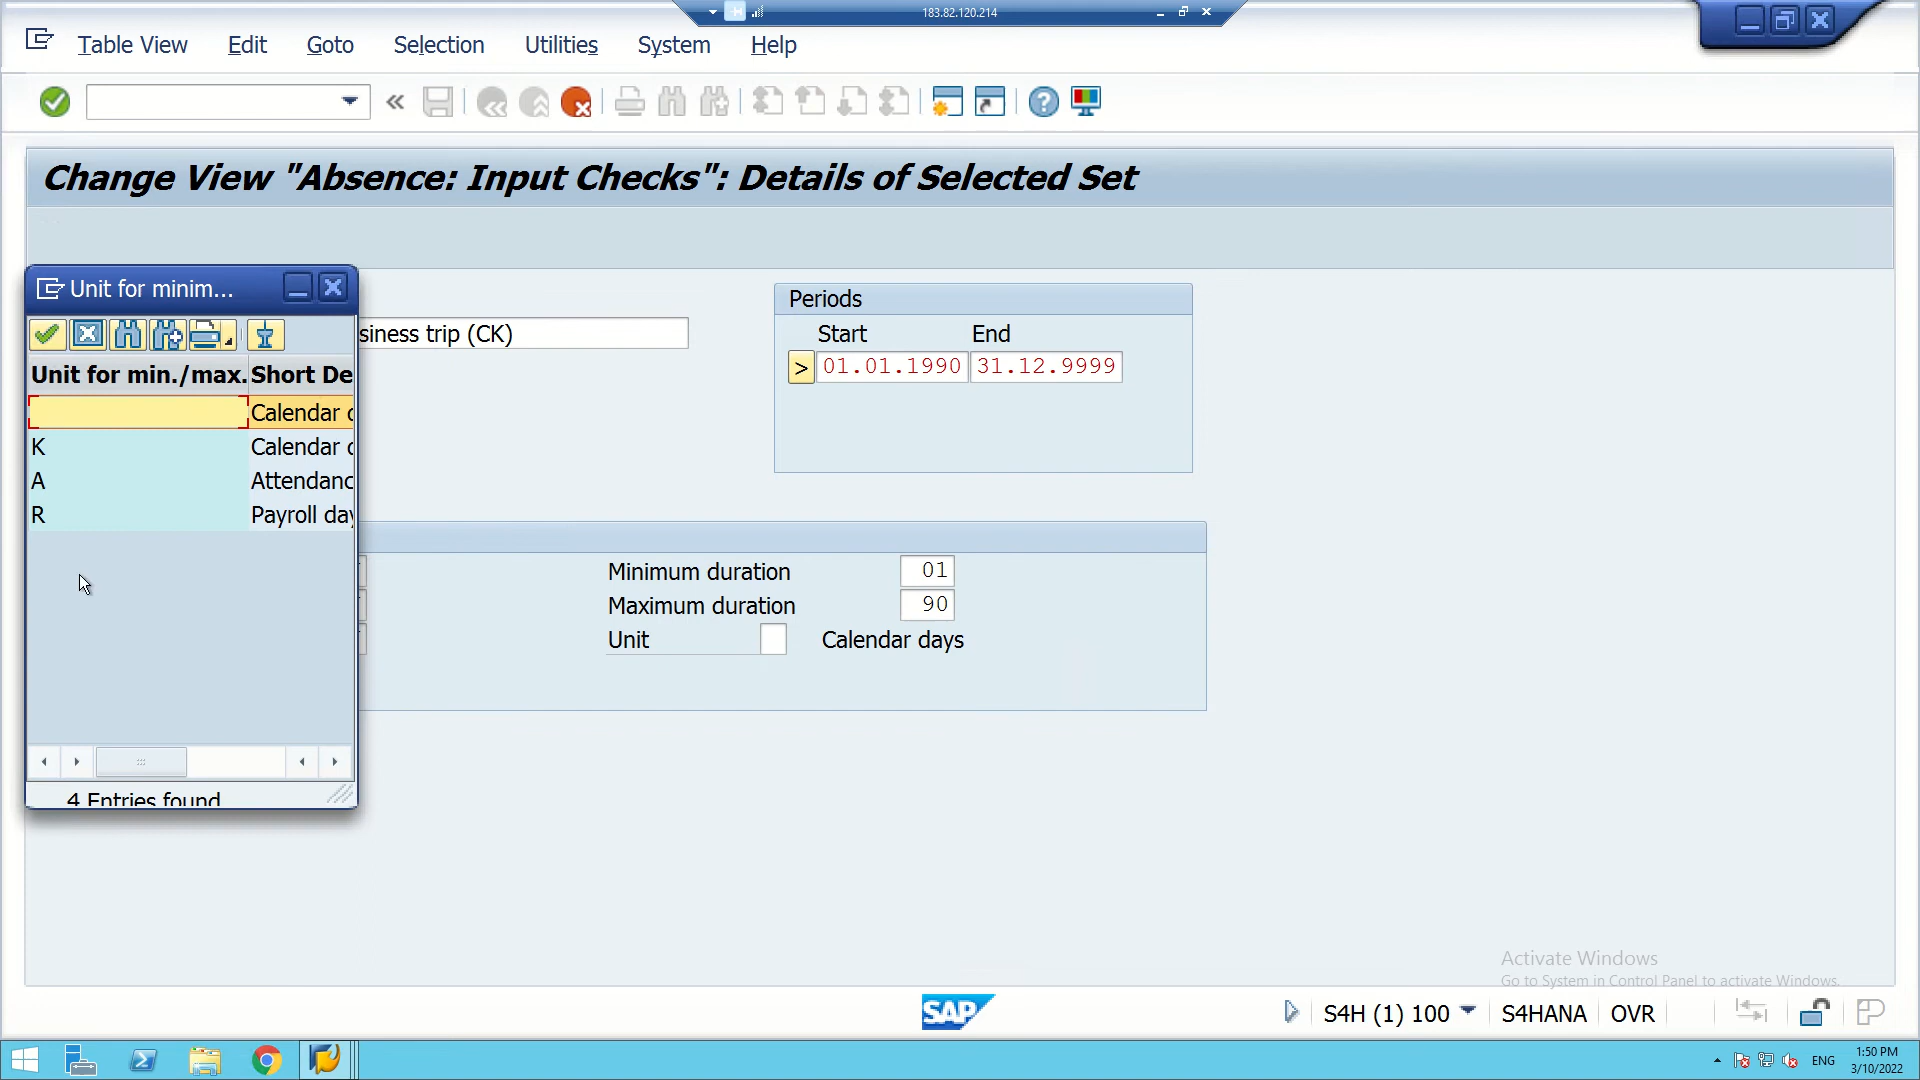 183.82.120.214
Table View Edit Goto Selection Utilities System Help
Change View "Absence: Input Checks": Details of Selected Set
Unit for minim...
siness trip (CK)
Periods
Start End
> 01.01.1990 31.12.9999
Unit for min./max. Short De
Calendar d
K Calendar d
A Attendanc
R Payroll day
Minimum duration 01
Maximum duration 90
Unit Calendar days
4 Entries found
Activate Windows
Go to System in Control Panel to activate Windows.
SAP
S4H (1) 100 S4HANA OVR
ENG
1:50 PM
3/10/2022